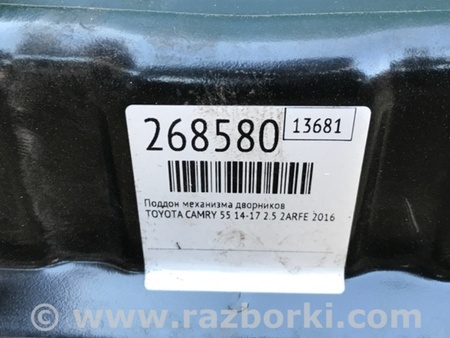 268580 13681
Поддон механизма дворников
TOYOTA CAMRY 55 14-17 2.5 2ARFE 2016
www.razborki.com